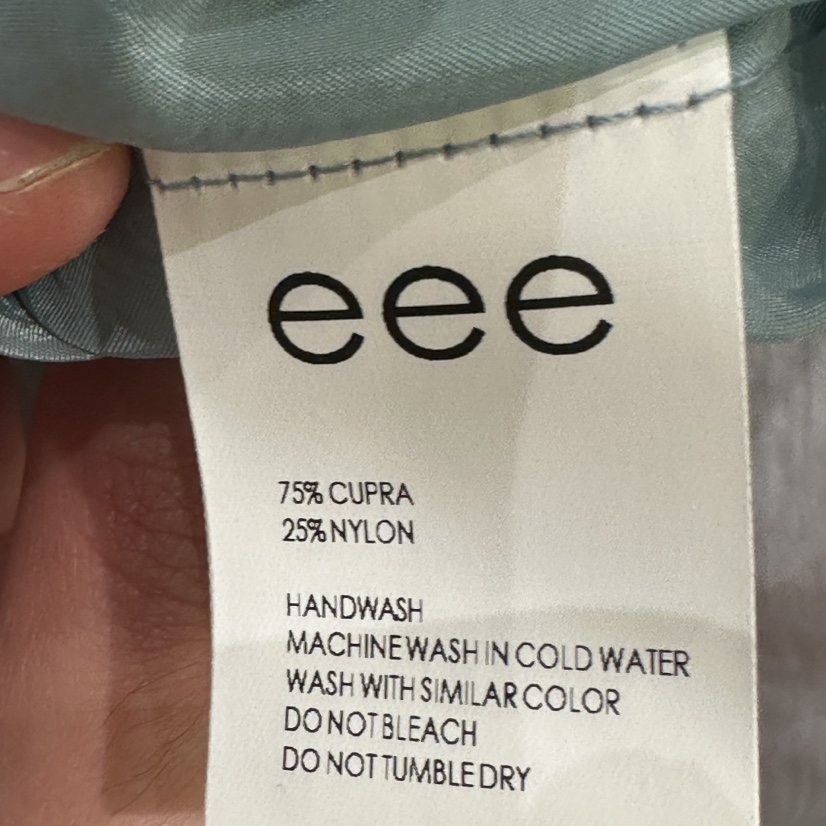 eee
75% CUPRA
25% NYLON
HANDWASH
MACHINE WASH IN COLD WATER
WASH WITH SIMILAR COLOR
DO NOT BLEACH
DO NOT TUMBLE DRY